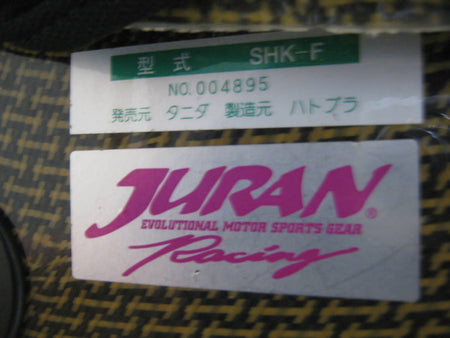 型式 SHK-F
NO.004895
発売元 タニダ 製造元 ハトプラ
JURAN®
EVOLUTIONAL MOTOR SPORTS GEAR
Racing